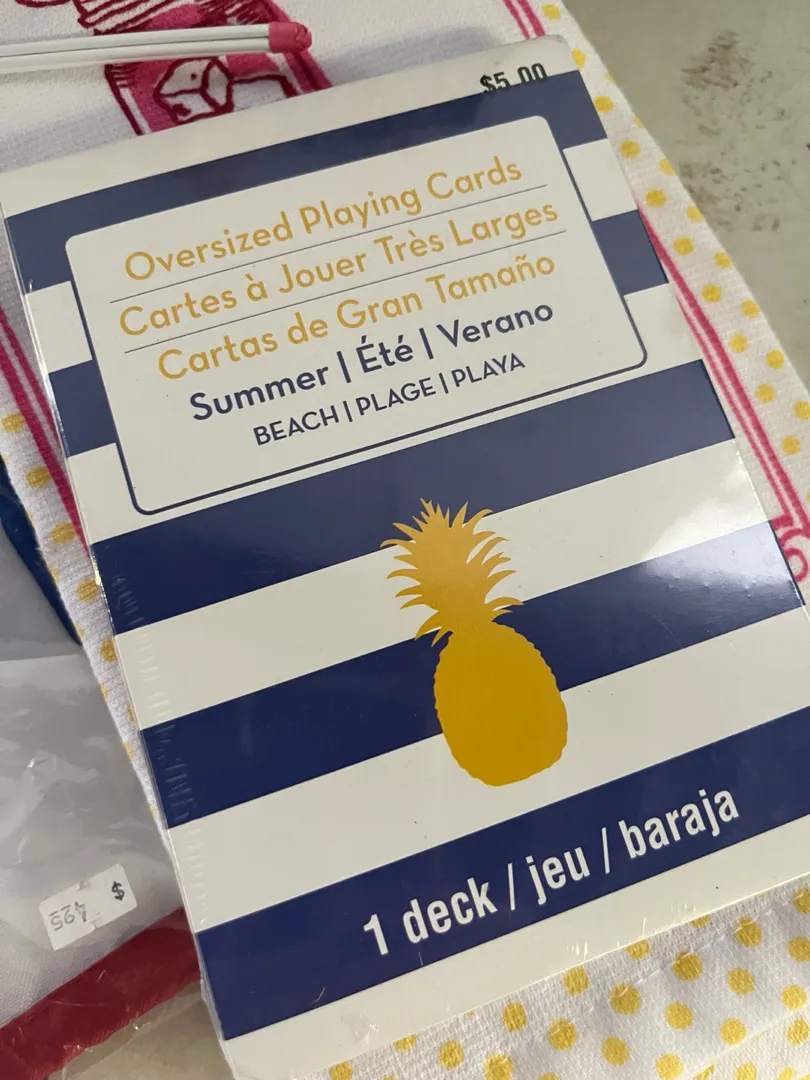 $5.00
Oversized Playing Cards
Cartes à Jouer Très Larges
Cartas de Gran Tamaño
Summer | Été | Verano
BEACH | PLAGE | PLAYA
1 deck / jeu / baraja
$ 495